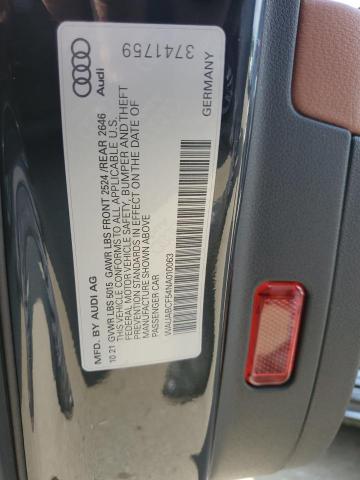 Audi
3741759
GERMANY
MFD. BY AUDI AG
10 21 GVWR LBS 5015 GAWR LBS FRONT 2524 /REAR 2646
THIS VEHICLE CONFORMS TO ALL APPLICABLE U.S.
FEDERAL MOTOR VEHICLE SAFETY, BUMPER AND THEFT
PREVENTION STANDARDS IN EFFECT ON THE DATE OF
MANUFACTURE SHOWN ABOVE
PASSENGER CAR
WAUABCF54NA010063